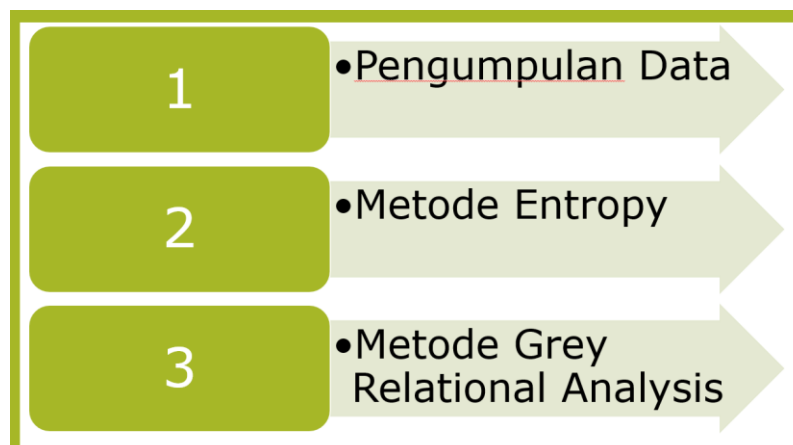 1
•Pengumpulan Data
2
•Metode Entropy
3
•Metode Grey
Relational Analysis